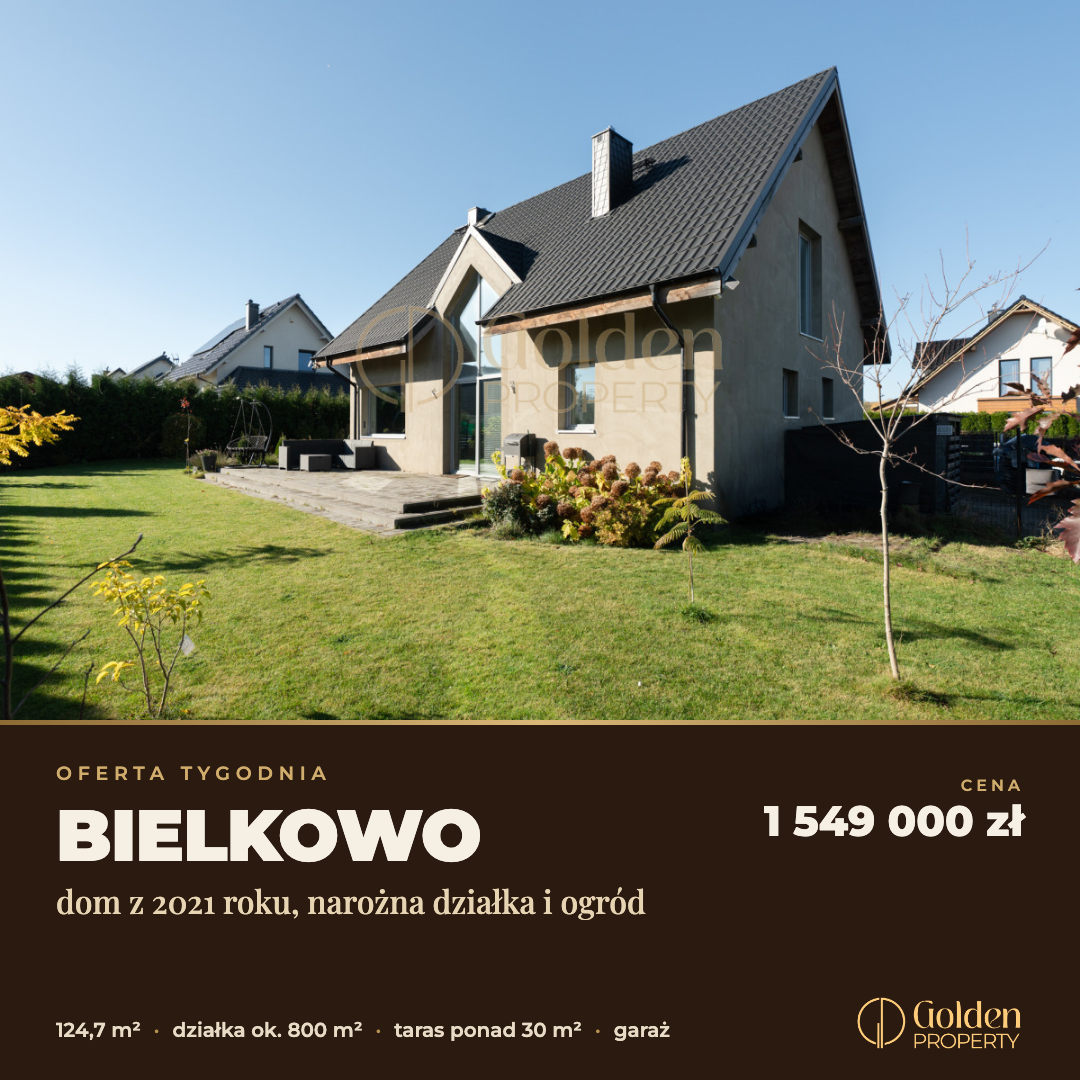 Golden
PROPERTY
OFERTA TYGODNIA
BIELKOWO
dom z 2021 roku, narożna działka i ogród
CENA
1 549 000 zł
124,7 m² · działka ok. 800 m² · taras ponad 30 m² · garaż
Golden
PROPERTY